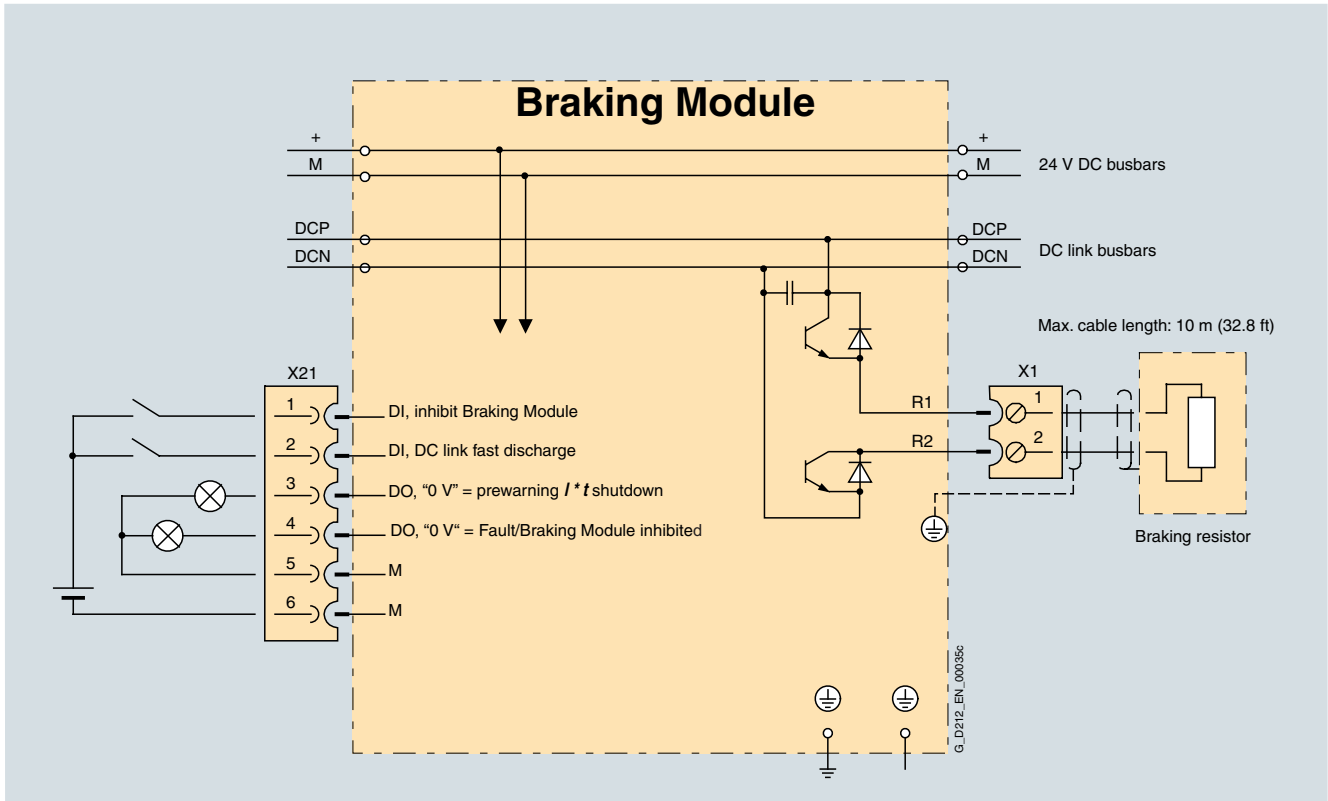 Braking Module
+
M
DCP
DCN
+
M
24 V DC busbars
DCP
DCN
DC link busbars
Max. cable length: 10 m (32.8 ft)
X21
1
DI, inhibit Braking Module
2
DI, DC link fast discharge
3
DO, “0 V” = prewarning I * t shutdown
4
DO, “0 V“ = Fault/Braking Module inhibited
5
M
6
M
R1
R2
X1
1
2
Braking resistor
G_D212_EN_00035c